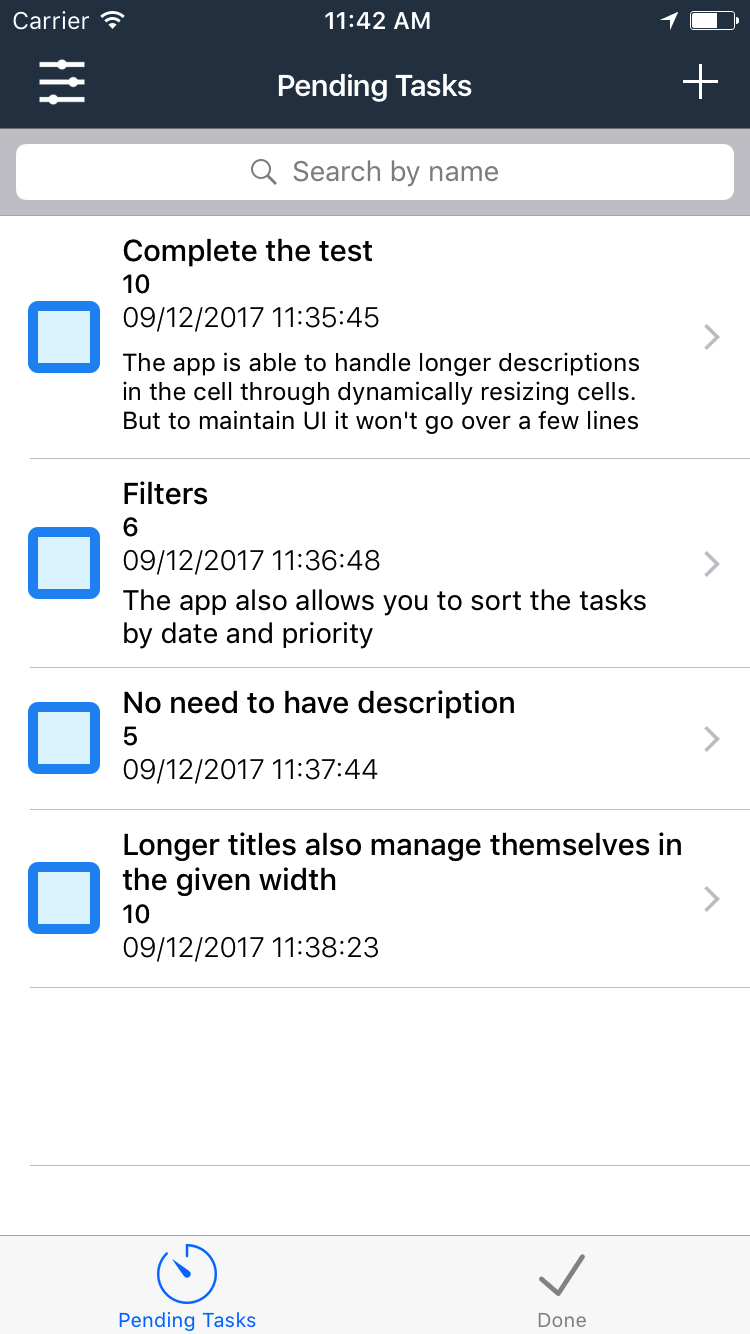 Carrier 11:42 AM
Pending Tasks
Search by name
Complete the test
10
09/12/2017 11:35:45
The app is able to handle longer descriptions
in the cell through dynamically resizing cells.
But to maintain UI it won't go over a few lines
Filters
6
09/12/2017 11:36:48
The app also allows you to sort the tasks
by date and priority
No need to have description
5
09/12/2017 11:37:44
Longer titles also manage themselves in
the given width
10
09/12/2017 11:38:23
Pending Tasks Done